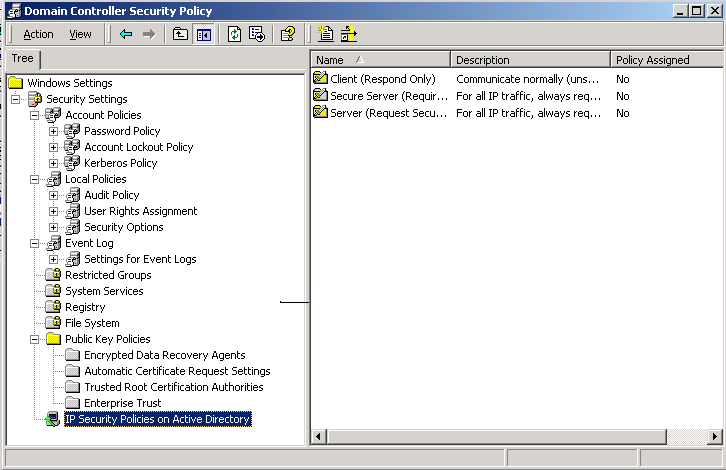 Domain Controller Security Policy
Action View
Tree
Windows Settings
Security Settings
Account Policies
Password Policy
Account Lockout Policy
Kerberos Policy
Local Policies
Audit Policy
User Rights Assignment
Security Options
Event Log
Settings for Event Logs
Restricted Groups
System Services
Registry
File System
Public Key Policies
Encrypted Data Recovery Agents
Automatic Certificate Request Settings
Trusted Root Certification Authorities
Enterprise Trust
IP Security Policies on Active Directory
Name Description Policy Assigned
Client (Respond Only) Communicate normally (uns... No
Secure Server (Requir... For all IP traffic, always req... No
Server (Request Secu... For all IP traffic, always req... No